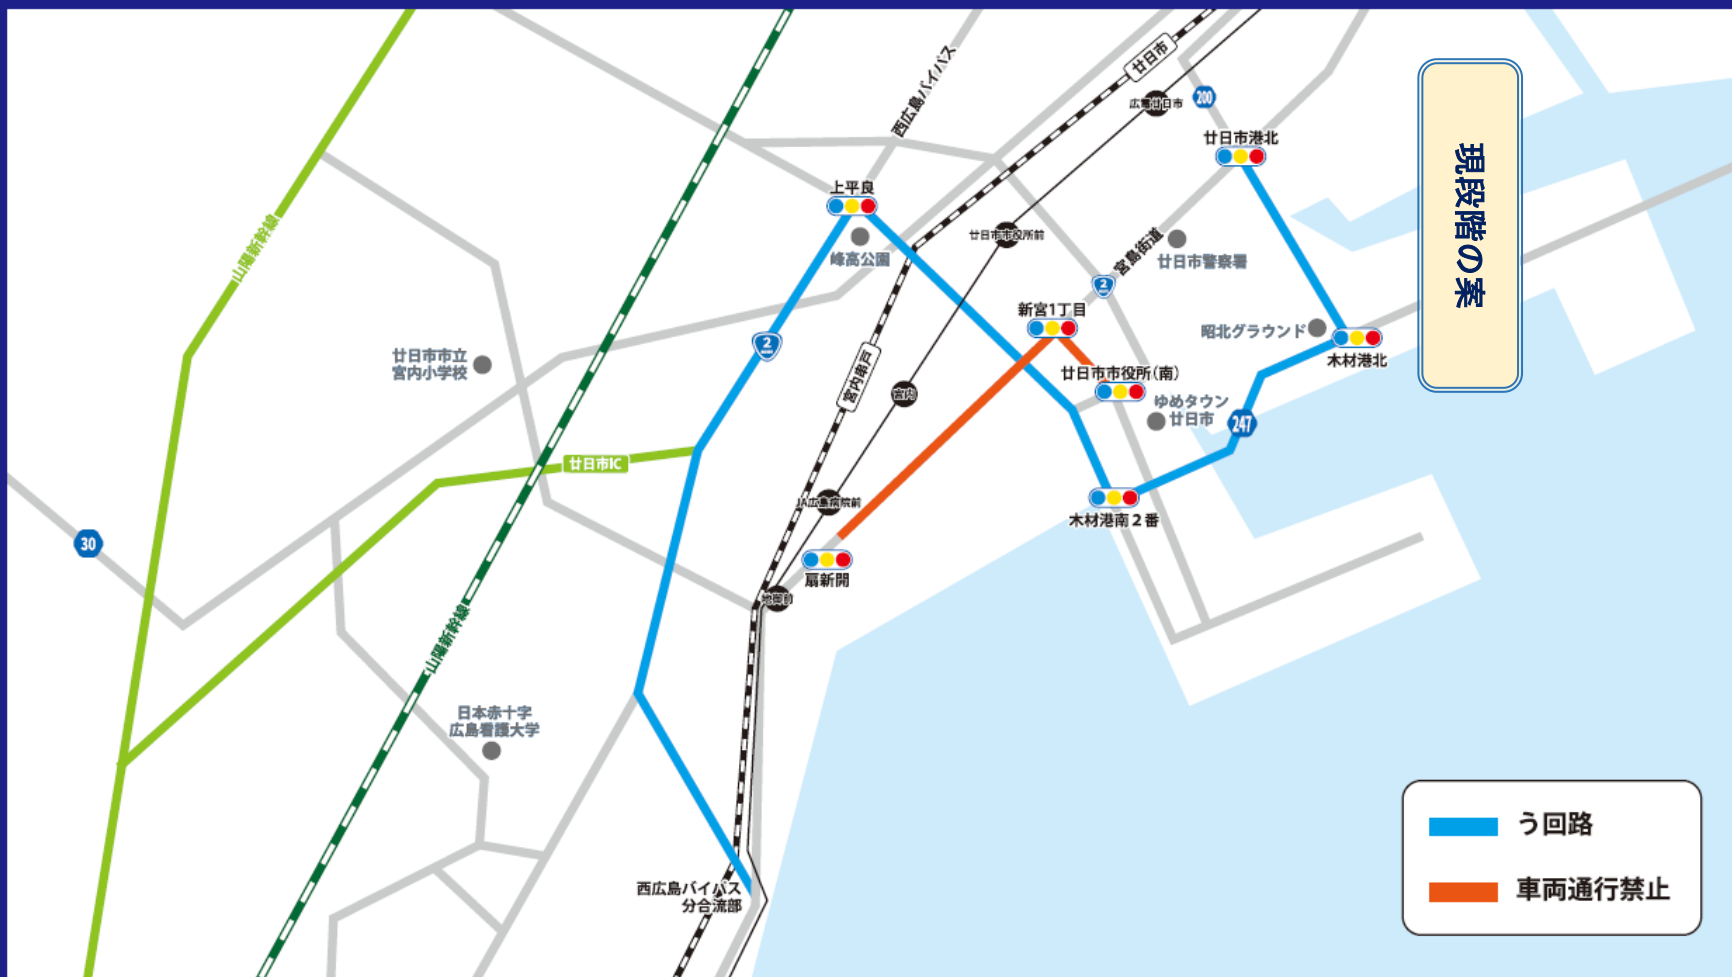 西広島バイパス
廿日市
広電廿日市
200
廿日市港北
現段階の案
上平良
峰高公園
廿日市市役所前
宮島街道
廿日市警察署
2
新宮1丁目
昭北グラウンド
木材港北
山陽新幹線
2
廿日市市立
宮内小学校
宮内串戸
宮内
廿日市市役所(南)
ゆめタウン
廿日市
247
廿日市IC
JA広島病院前
木材港南2番
30
扇新開
地御前
山陽新幹線
日本赤十字
広島看護大学
西広島バイパス
分合流部
う回路
車両通行禁止